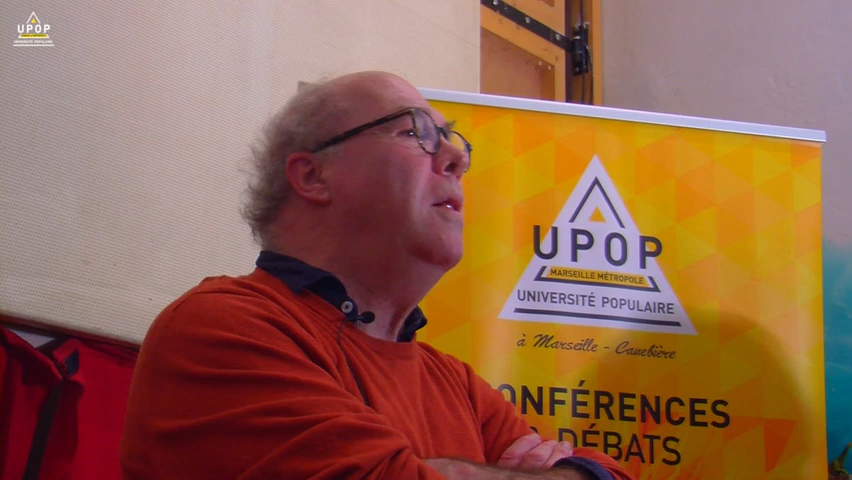 UPOP
UNIVERSITÉ POPULAIRE
UPOP
MARSEILLE MÉTROPOLE
UNIVERSITÉ POPULAIRE
à Marseille - Canebière
ONFÉRENCES
DÉBATS